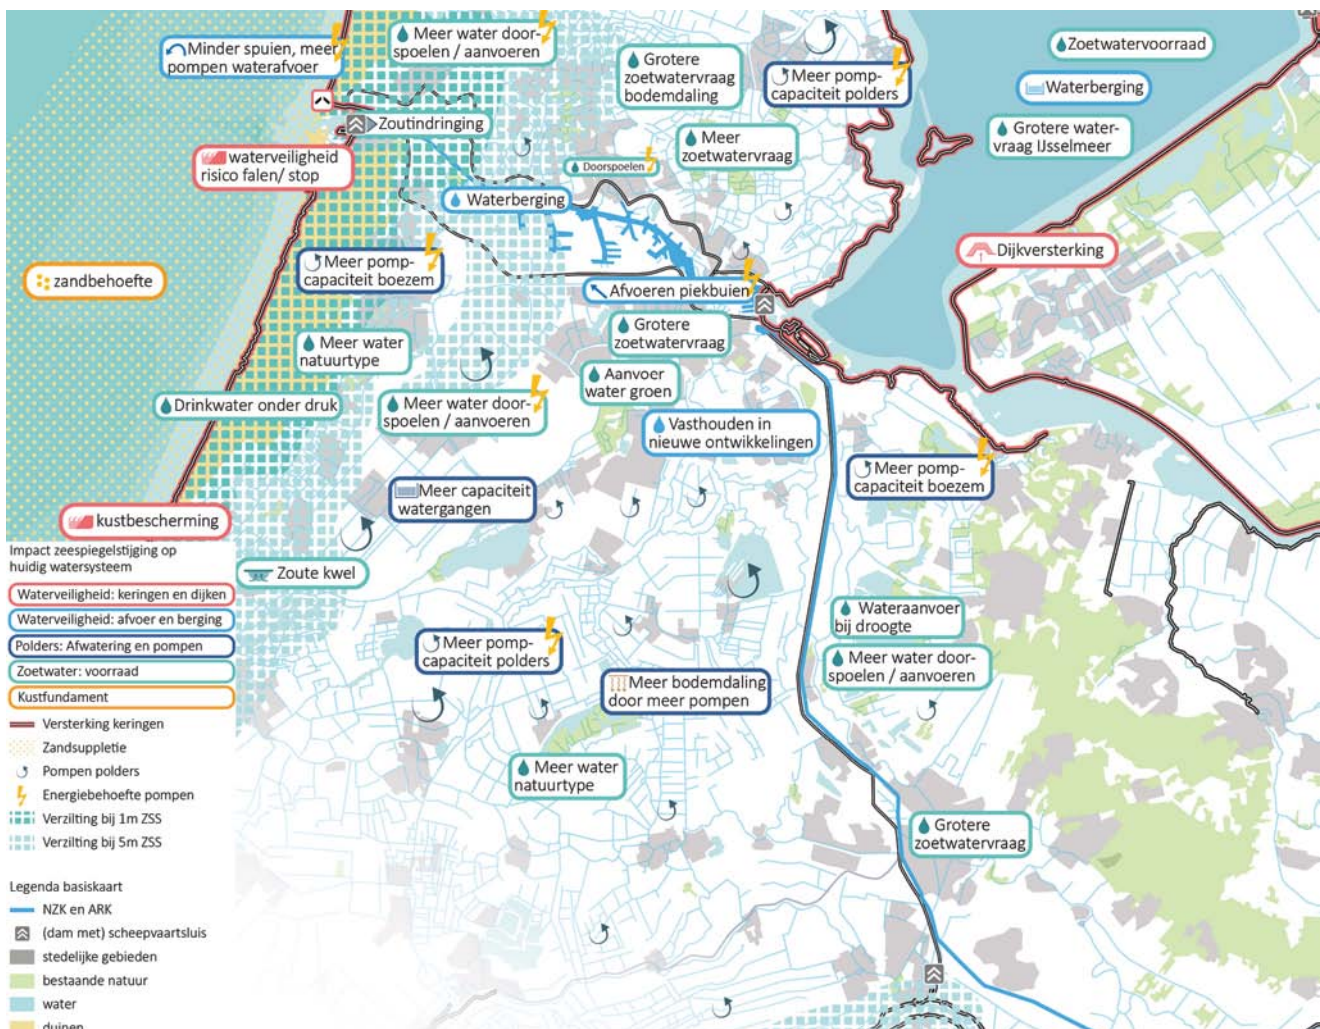 Minder spuien, meer
pompen waterafvoer
Meer water door-
spoelen / aanvoeren
Grotere
zoetwatervraag
bodemdaling
Meer pomp-
capaciteit polders
Zoetwatervoorraad
Waterberging
Grotere water-
vraag IJsselmeer
Zoutindringing
Meer
zoetwatervraag
waterveiligheid
risico falen/ stop
Doorspoelen
Waterberging
Meer pomp-
capaciteit boezem
Dijkversterking
zandbehoefte
Afvoeren piekbuien
Meer water
natuurtype
Grotere
zoetwatervraag
Aanvoer
water groen
Drinkwater onder druk
Meer water door-
spoelen / aanvoeren
Vasthouden in
nieuwe ontwikkelingen
Meer pomp-
capaciteit boezem
Meer capaciteit
watergangen
kustbescherming
Zoute kwel
Wateraanvoer
bij droogte
Meer pomp-
capaciteit polders
Meer water door-
spoelen / aanvoeren
Meer bodemdaling
door meer pompen
Meer water
natuurtype
Grotere
zoetwatervraag
Impact zeespiegelstijging op
huidig watersysteem
Waterveiligheid: keringen en dijken
Waterveiligheid: afvoer en berging
Polders: Afwatering en pompen
Zoetwater: voorraad
Kustfundament
Versterking keringen
Zandsuppletie
Pompen polders
Energiebehoefte pompen
Verzilting bij 1m ZSS
Verzilting bij 5m ZSS
Legenda basiskaart
NZK en ARK
(dam met) scheepvaartsluis
stedelijke gebieden
bestaande natuur
water
duinen